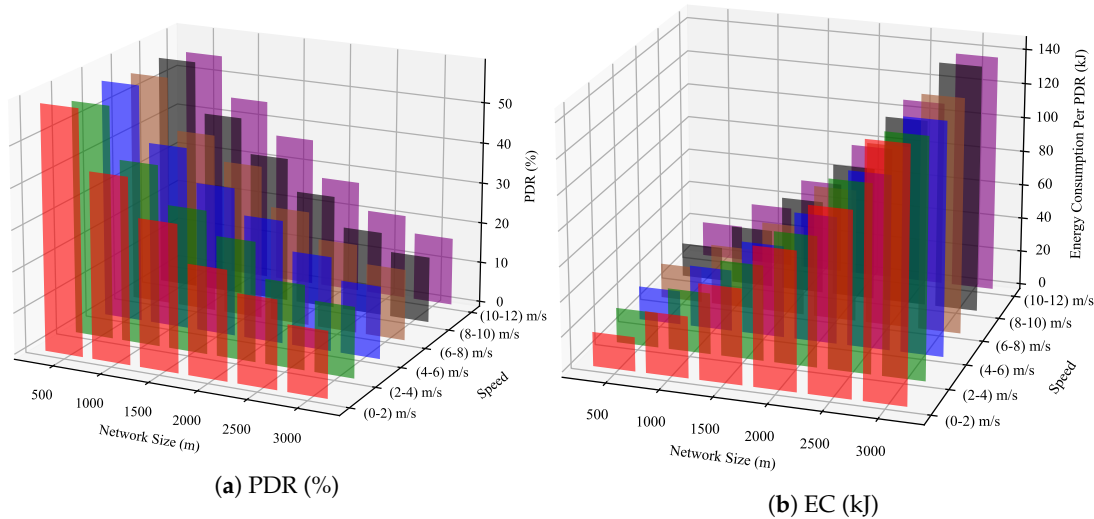 50
40
30
20
10
0
PDR (%)
(10-12) m/s
(8-10) m/s
(6-8) m/s
(4-6) m/s
(2-4) m/s
(0-2) m/s
Speed
500
1000
1500
2000
2500
3000
Network Size (m)
(a) PDR (%)
140
120
100
80
60
40
20
0
Energy Consumption Per PDR (kJ)
(10-12) m/s
(8-10) m/s
(6-8) m/s
(4-6) m/s
(2-4) m/s
(0-2) m/s
Speed
500
1000
1500
2000
2500
3000
Network Size (m)
(b) EC (kJ)